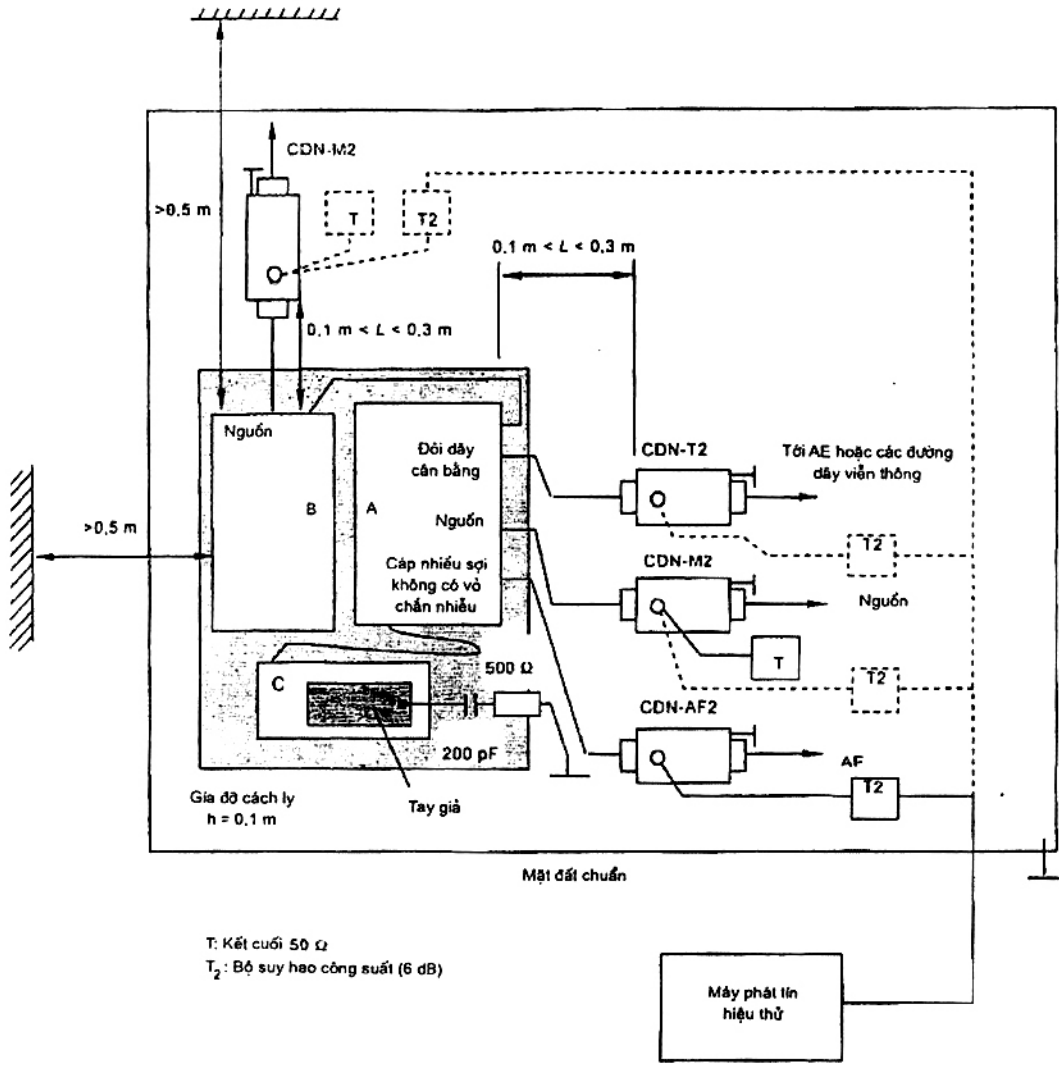 CDN-M2
>0,5 m
T
T2
0,1 m < L < 0,3 m
0,1 m < L < 0,3 m
Nguồn
B
A
Đôi dây
cân bằng
CDN-T2
Tới AE hoặc các đường
dây viễn thông
>0,5 m
Nguồn
T2
Cáp nhiều sợi
không có vỏ
chắn nhiễu
CDN-M2
Nguồn
T
T2
C
500 Ω
200 pF
CDN-AF2
AF
T2
Gía đỡ cách ly
h = 0,1 m
Tay giả
Mặt đất chuẩn
T: Kết cuối 50 Ω
T2 : Bộ suy hao công suất (6 dB)
Máy phát tín
hiệu thử